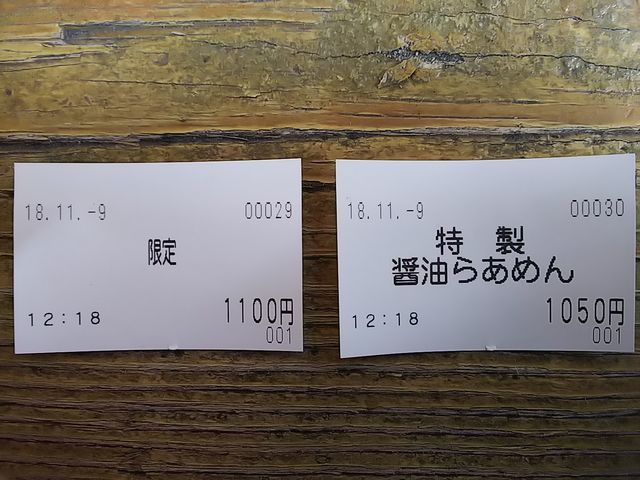 18.11.-9 00029
限定
12:18 1100円
001
18.11.-9 00030
特 製
醤油らあめん
12:18 1050円
001